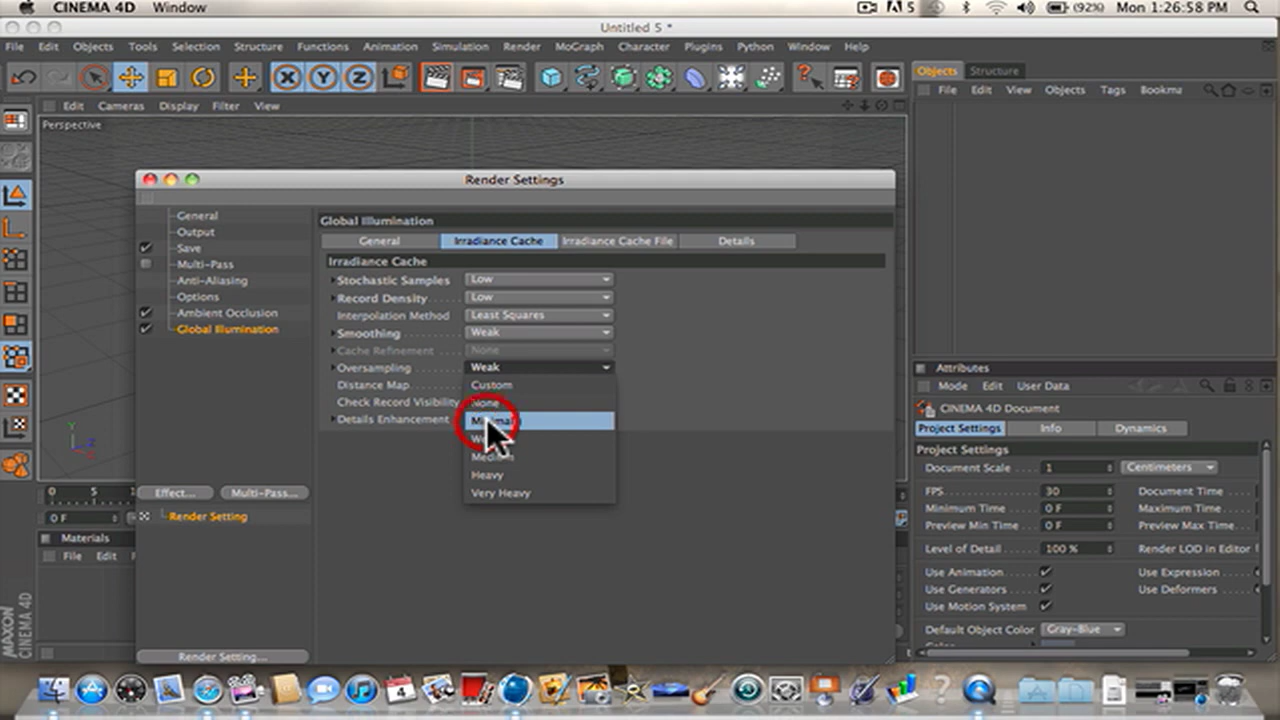 CINEMA 4D Window
5 (92%) Mon 1:26:58 PM
Untitled 5 *
File Edit Objects Tools Selection Structure Functions Animation Simulation Render MoGraph Character Plugins Python Window Help
Objects Structure
Edit Cameras Display Filter View
File Edit View Objects Tags Bookmu
Perspective
Render Settings
General
Output
Save
Multi-Pass
Anti-Aliasing
Options
Ambient Occlusion
Global Illumination
Effect... Multi-Pass...
Render Setting
Render Setting...
Global Illumination
General Irradiance Cache Irradiance Cache File Details
Irradiance Cache
Stochastic Samples Low
Record Density Low
Interpolation Method Least Squares
Smoothing Weak
Cache Refinement None
Oversampling Weak
Distance Map
Check Record Visibility
Details Enhancement
Custom
None
Heavy
Very Heavy
Y
0 5 1
0 F
Materials
File Edit
MAXON
CINEMA 4D
Attributes
Mode Edit User Data
CINEMA 4D Document
Project Settings Info Dynamics
Project Settings
Document Scale 1 Centimeters
FPS 30 Document Time
Minimum Time 0 F Maximum Time
Preview Min Time 0 F Preview Max Time
Level of Detail 100 % Render LOD in Editor
Use Animation Use Expression
Use Generators Use Deformers
Use Motion System
Default Object Color Gray-Blue